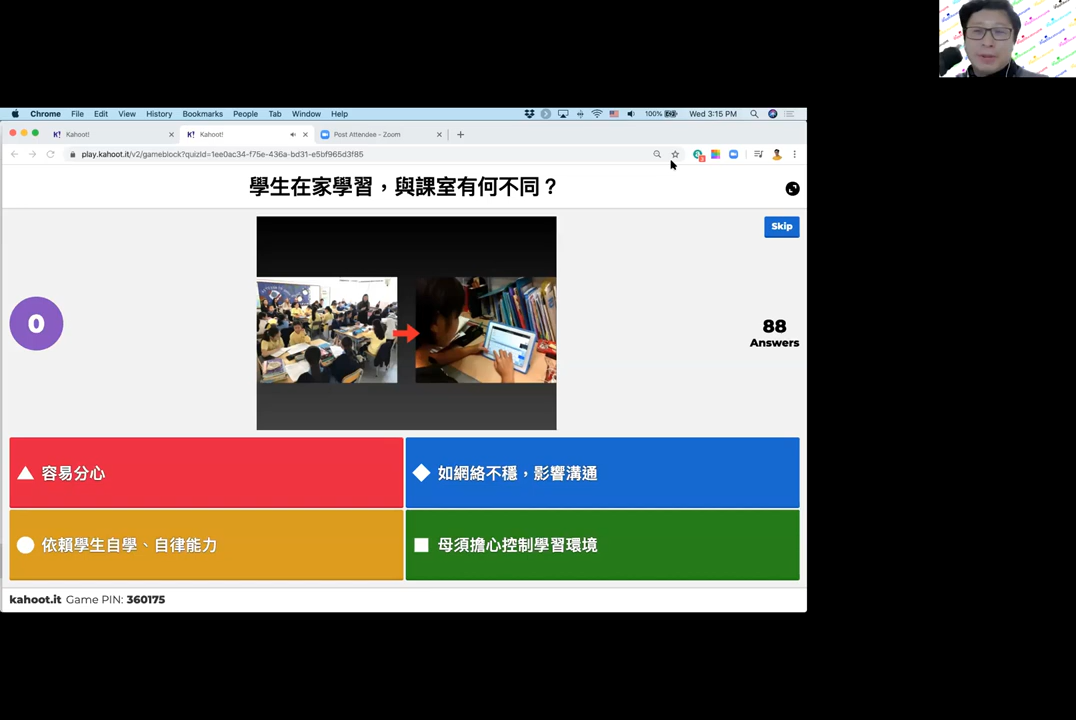 Chrome File Edit View History Bookmarks People Tab Window Help 100% Wed 3:15 PM
Kahoot! Kahoot! Post Attendee - Zoom
play.kahoot.it/v2/gameblock?quizId=1ee0ac34-f75e-436a-bd31-e5bf965d3f85
學生在家學習，與課室有何不同？
Skip
0
88
Answers
容易分心
如網絡不穩，影響溝通
依賴學生自學、自律能力
毋須擔心控制學習環境
kahoot.it Game PIN: 360175